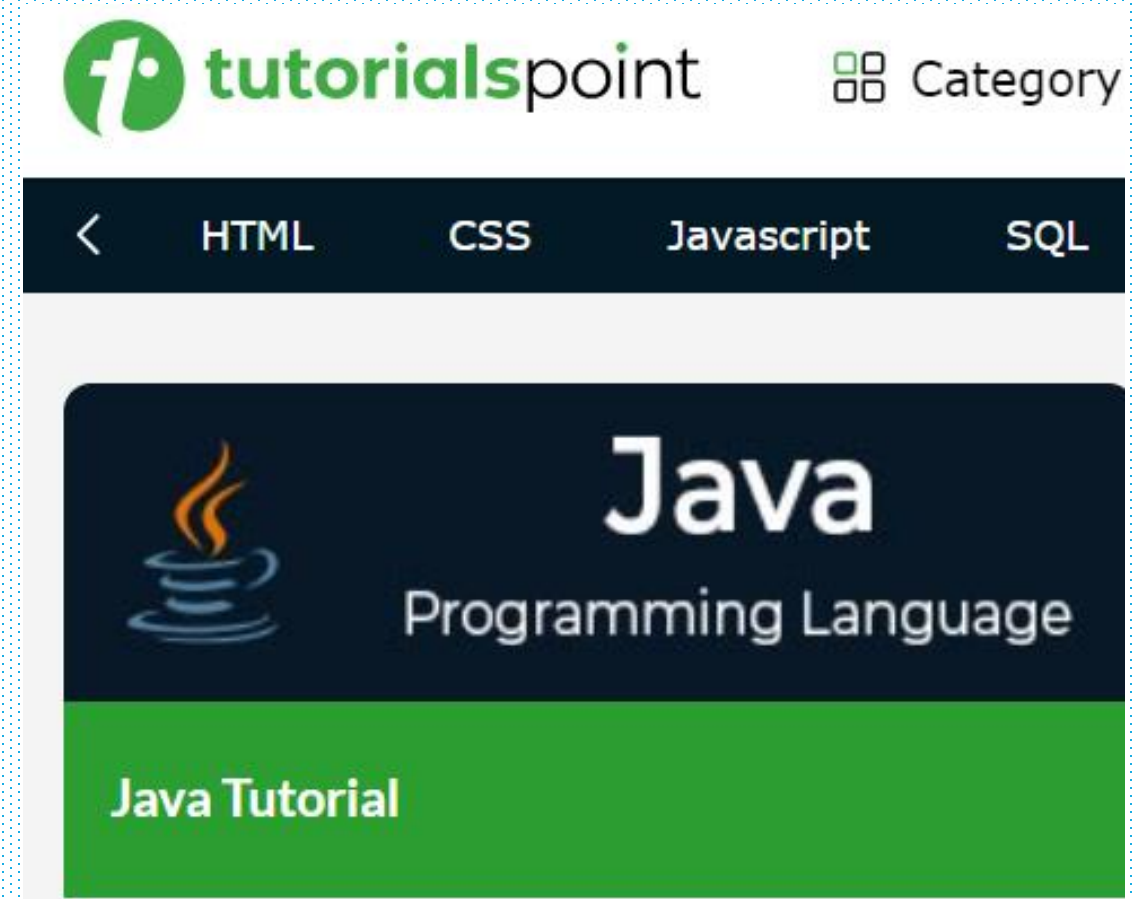 tutorialspoint Category
HTML CSS Javascript SQL
Java
Programming Language
Java Tutorial